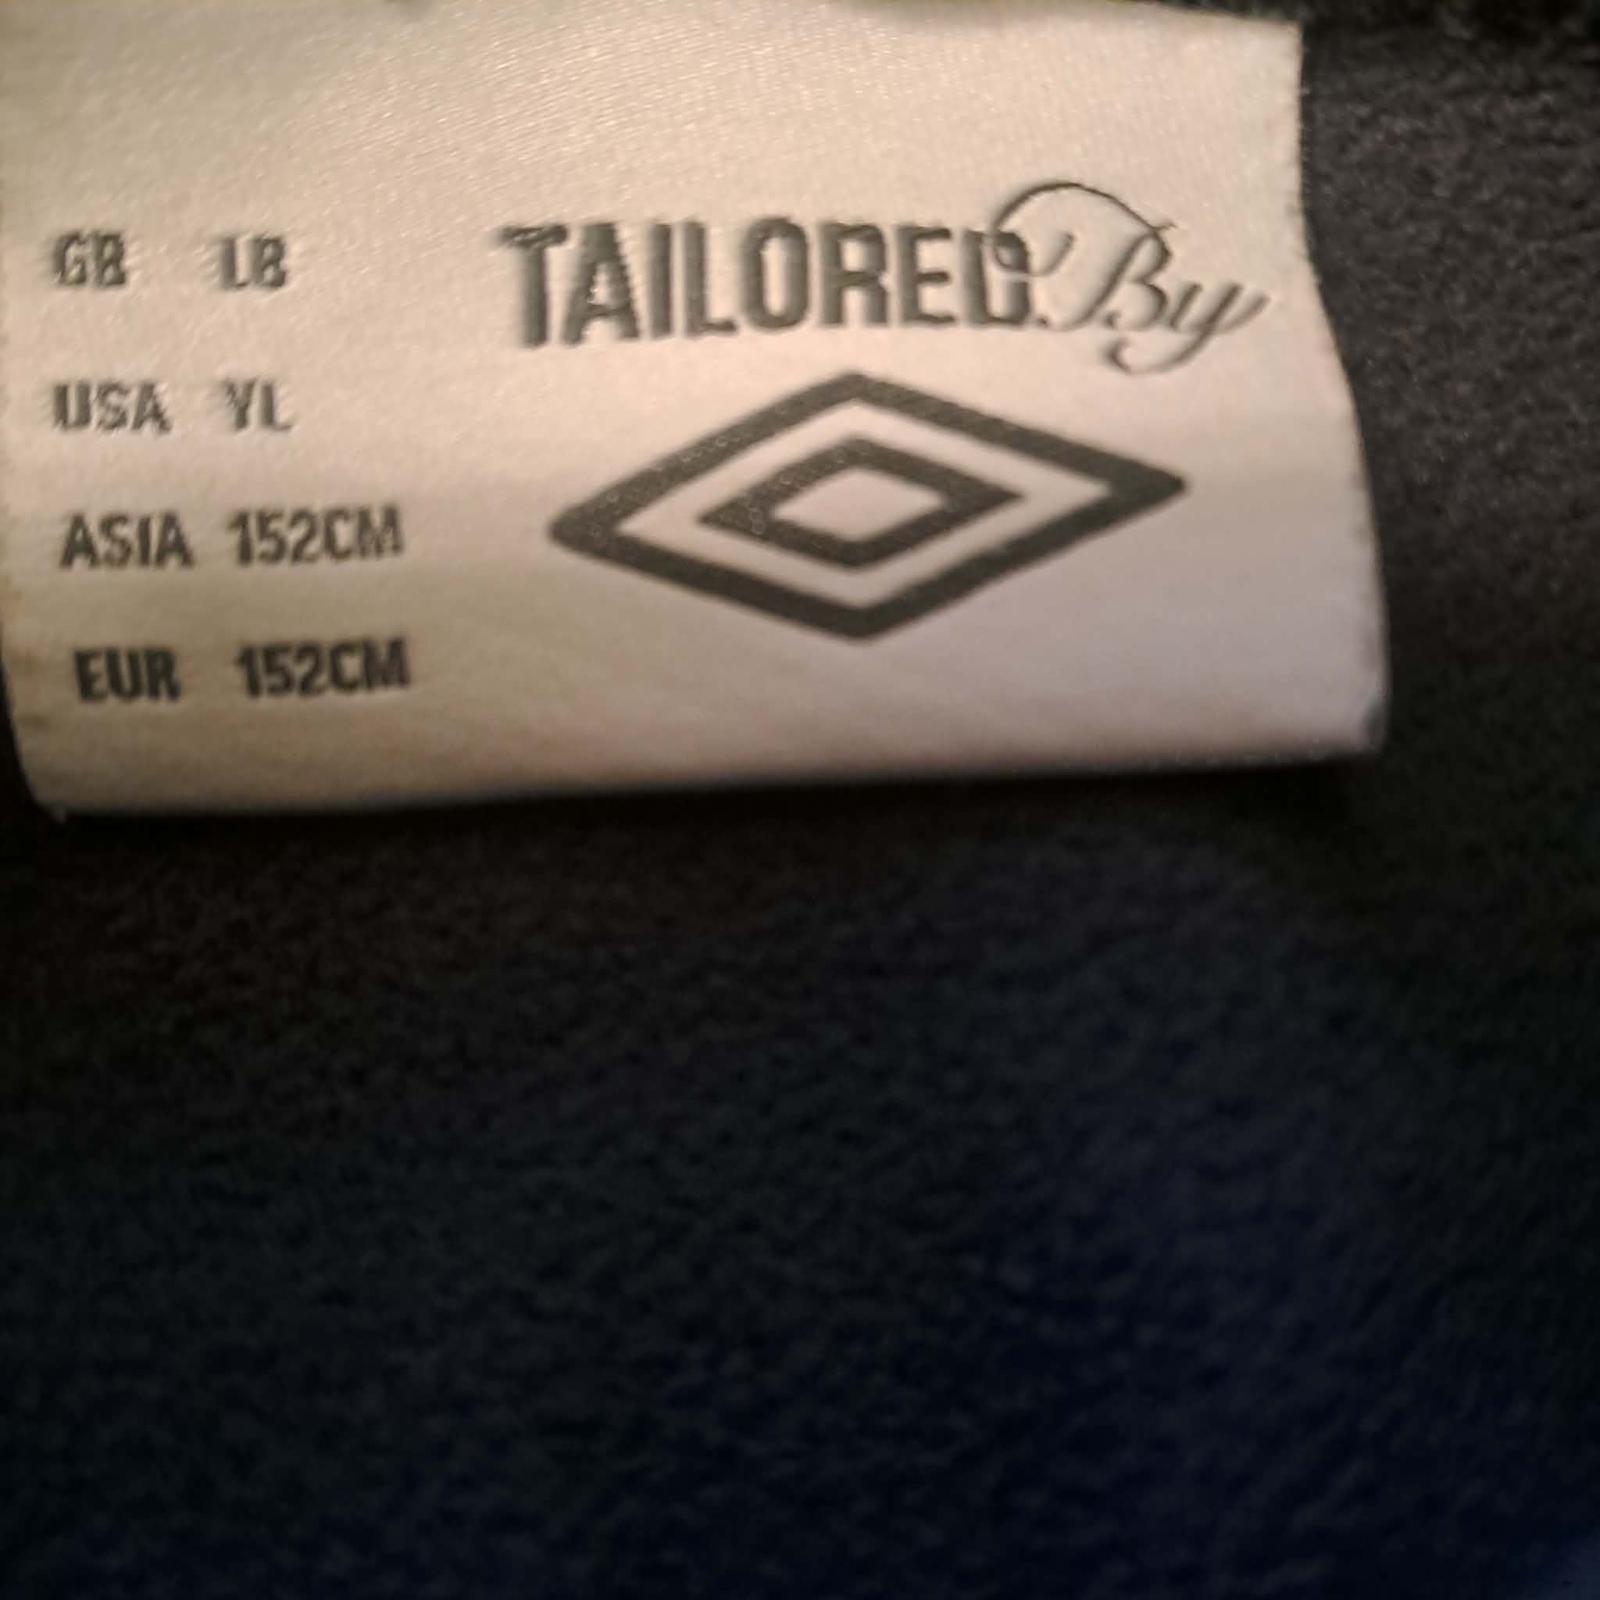 GB LB
USA YL
ASIA 152CM
EUR 152CM
TAILORED By